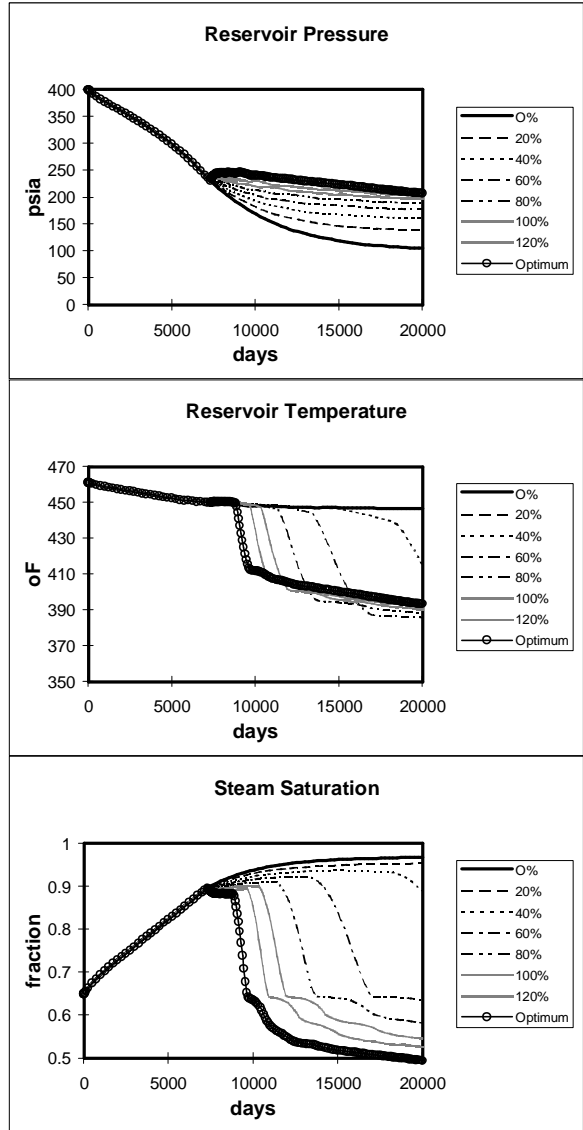 Reservoir Pressure
400
350
300
250
200
150
100
50
0
psia
0 5000 10000 15000 20000
days
O%
20%
40%
60%
80%
100%
120%
Optimum
Reservoir Temperature
470
450
430
410
390
370
350
oF
0 5000 10000 15000 20000
days
O%
20%
40%
60%
80%
100%
120%
Optimum
Steam Saturation
1
0.9
0.8
0.7
0.6
0.5
fraction
0 5000 10000 15000 20000
days
O%
20%
40%
60%
80%
100%
120%
Optimum